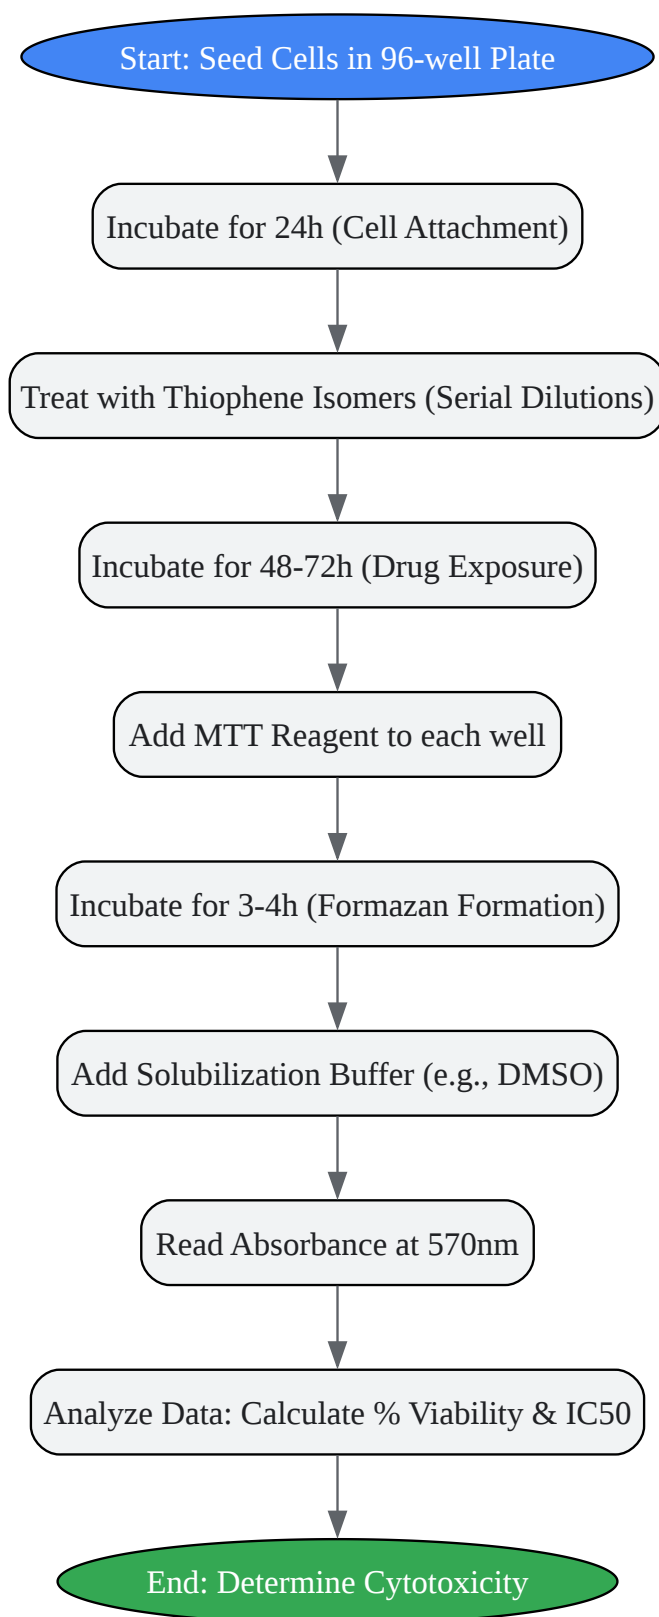 Start: Seed Cells in 96-well Plate
Incubate for 24h (Cell Attachment)
Treat with Thiophene Isomers (Serial Dilutions)
Incubate for 48-72h (Drug Exposure)
Add MTT Reagent to each well
Incubate for 3-4h (Formazan Formation)
Add Solubilization Buffer (e.g., DMSO)
Read Absorbance at 570nm
Analyze Data: Calculate % Viability & IC50
End: Determine Cytotoxicity